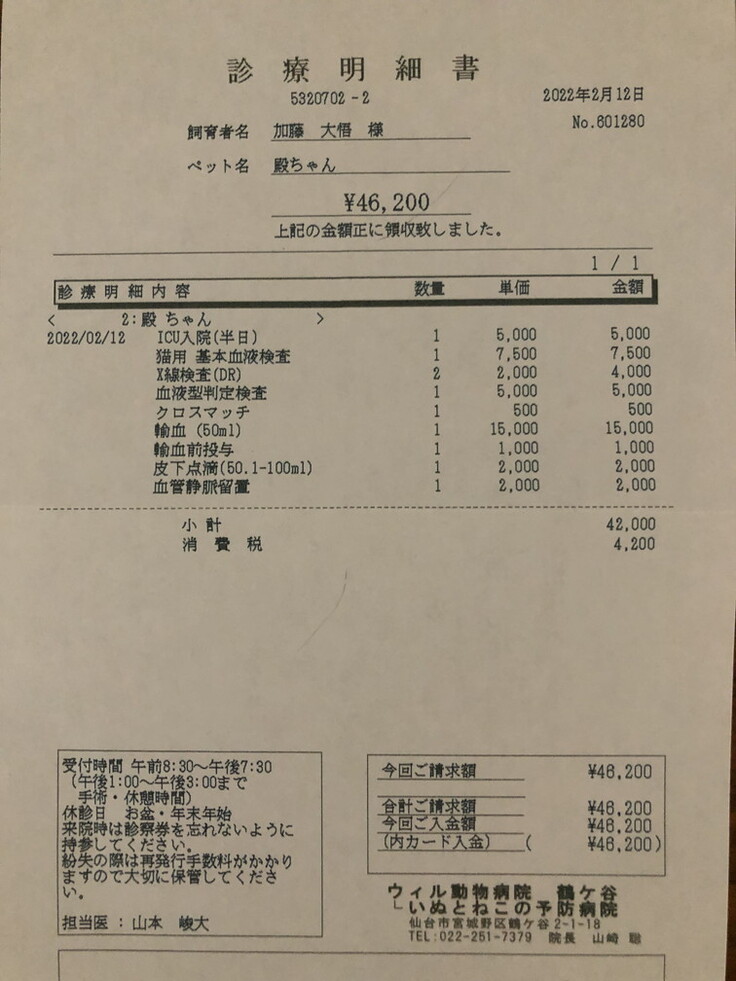 診療明細書
5320702-2
2022年2月12日
No.601280
飼育者名 加藤 大悟 様
ペット名 殿ちゃん
¥46,200
上記の金額正に領収致しました。
1 / 1
診療明細内容 数量 単価 金額
< 2:殿ちゃん >
2022/02/12 ICU入院(半日) 1 5,000 5,000
猫用 基本血液検査 1 7,500 7,500
X線検査(DR) 2 2,000 4,000
血液型判定検査 1 5,000 5,000
クロスマッチ 1 500 500
輸血 (50ml) 1 15,000 15,000
輸血前投与 1 1,000 1,000
皮下点滴(50.1-100ml) 1 2,000 2,000
血管静脈留置 1 2,000 2,000
小計 42,000
消費税 4,200
受付時間 午前8:30～午後7:30
(午後1:00～午後3:00まで
手術・休憩時間)
休診日 お盆・年末年始
来院時は診察券を忘れないように
持参してください。
紛失の際は再発行手数料がかかり
ますので大切に保管してくださ
い。
担当医 : 山本 峻大
今回ご請求額 ¥46,200
合計ご請求額 ¥46,200
今回ご入金額 ¥46,200
(内カード入金) ( ¥46,200)
ウィル動物病院 鶴ケ谷
└いぬとねこの予防病院
仙台市宮城野区鶴ケ谷2-1-18
TEL:022-251-7379 院長 山崎 聡